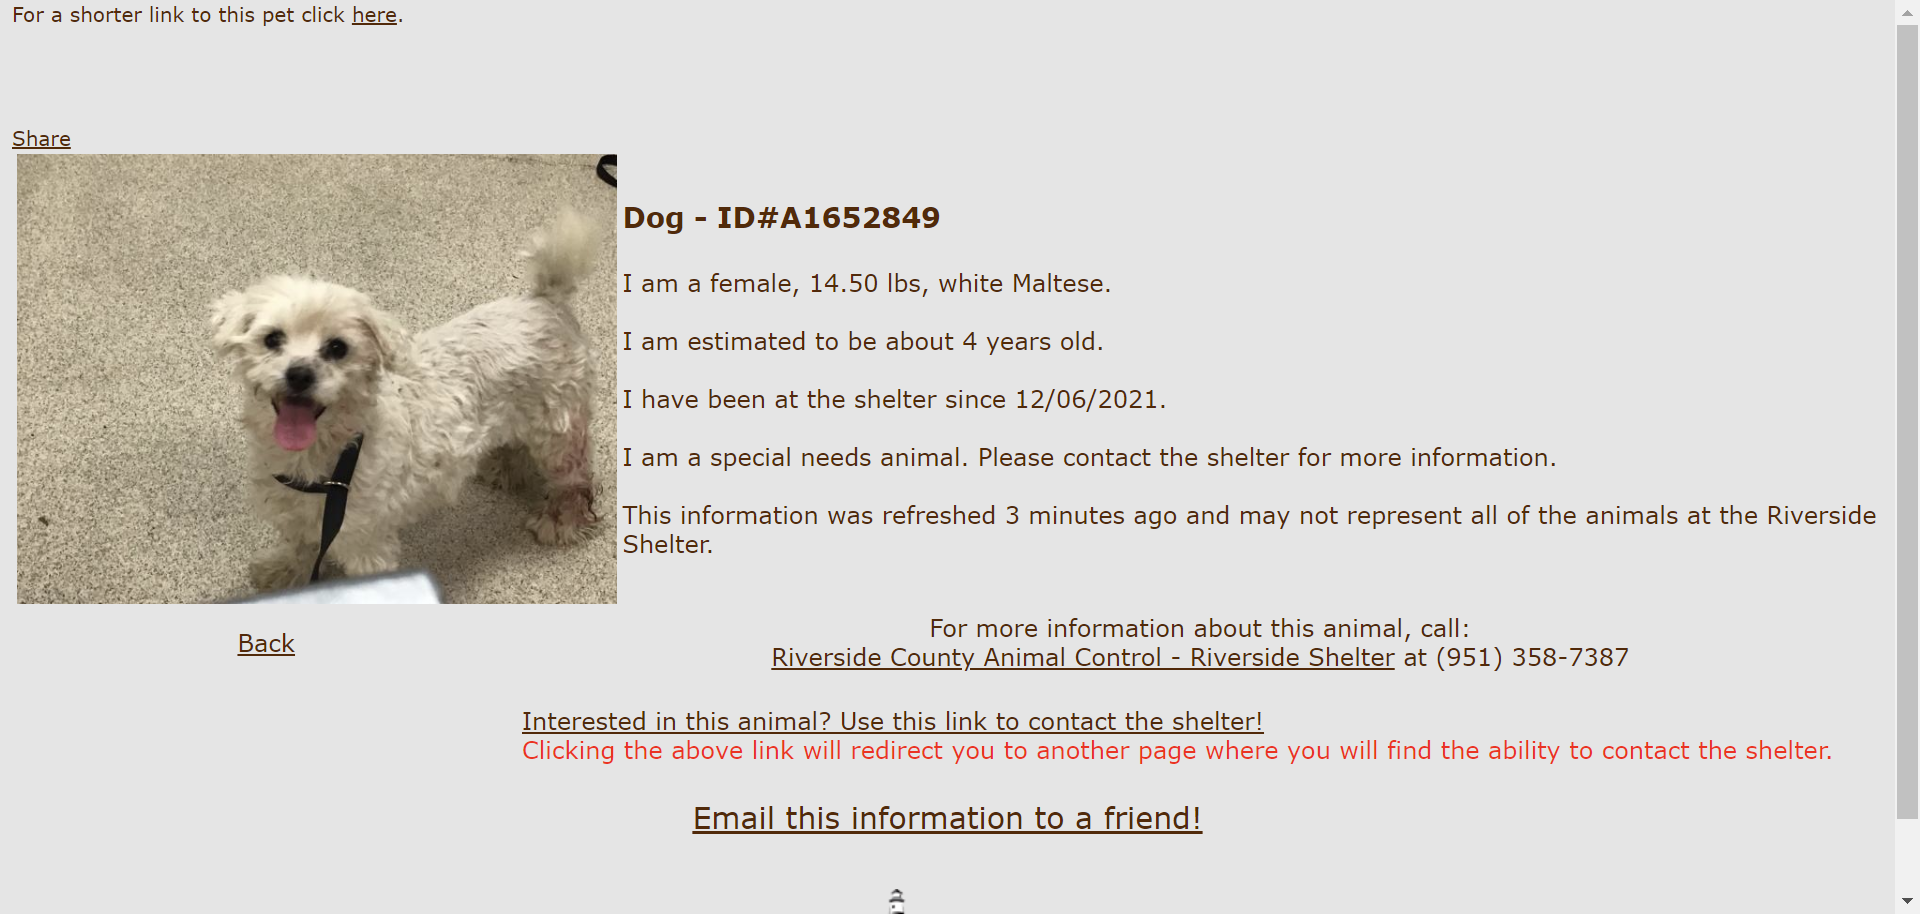 For a shorter link to this pet click here.
Share
Dog - ID#A1652849
I am a female, 14.50 lbs, white Maltese.
I am estimated to be about 4 years old.
I have been at the shelter since 12/06/2021.
I am a special needs animal. Please contact the shelter for more information.
This information was refreshed 3 minutes ago and may not represent all of the animals at the Riverside
Shelter.
Back
For more information about this animal, call:
Riverside County Animal Control - Riverside Shelter at (951) 358-7387
Interested in this animal? Use this link to contact the shelter!
Clicking the above link will redirect you to another page where you will find the ability to contact the shelter.
Email this information to a friend!